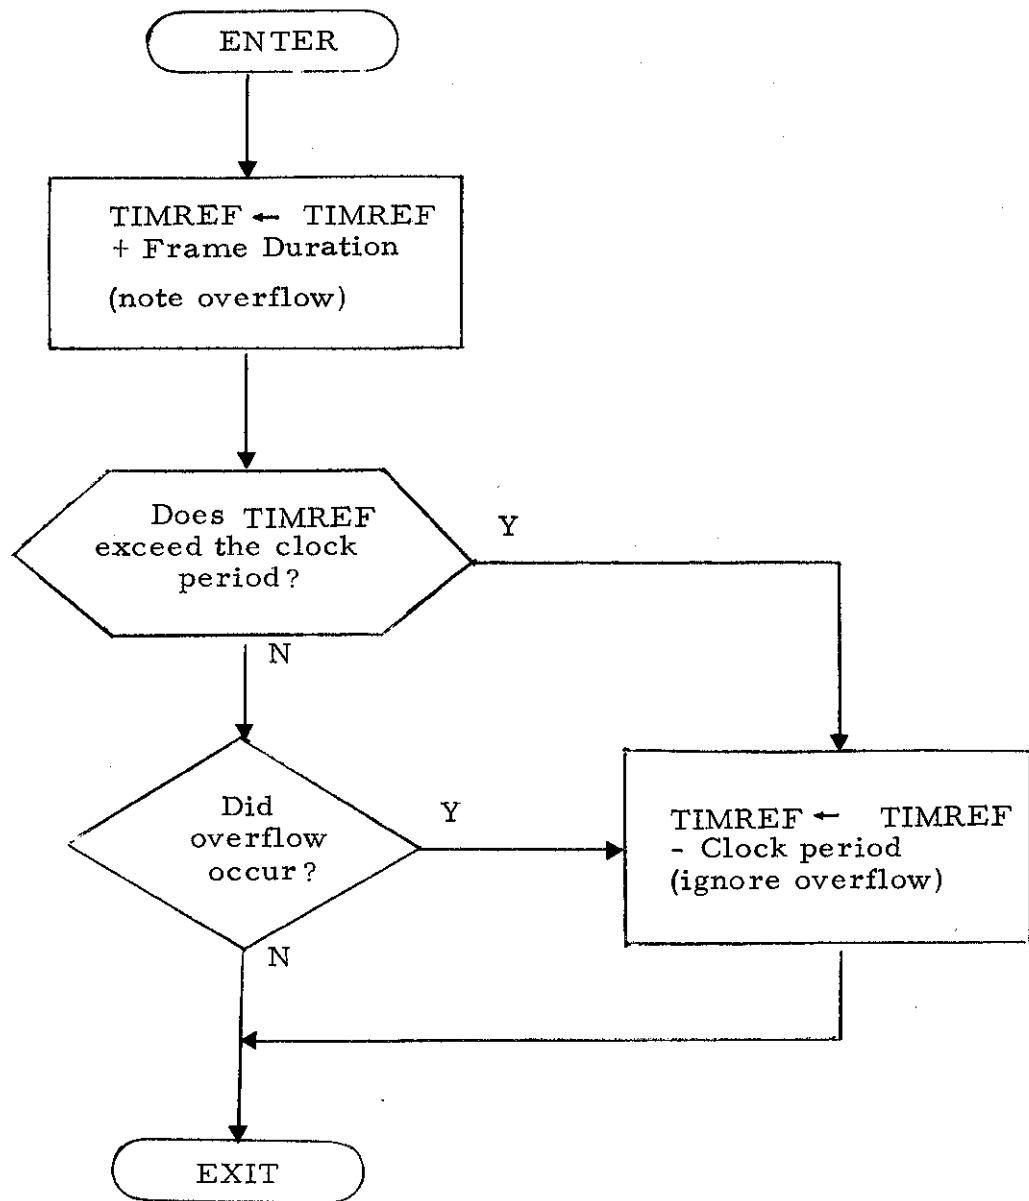 ENTER
TIMREF ← TIMREF
+ Frame Duration
(note overflow)
Does TIMREF
exceed the clock
period?
Y
N
Did
overflow
occur?
Y
N
TIMREF ← TIMREF
- Clock period
(ignore overflow)
EXIT